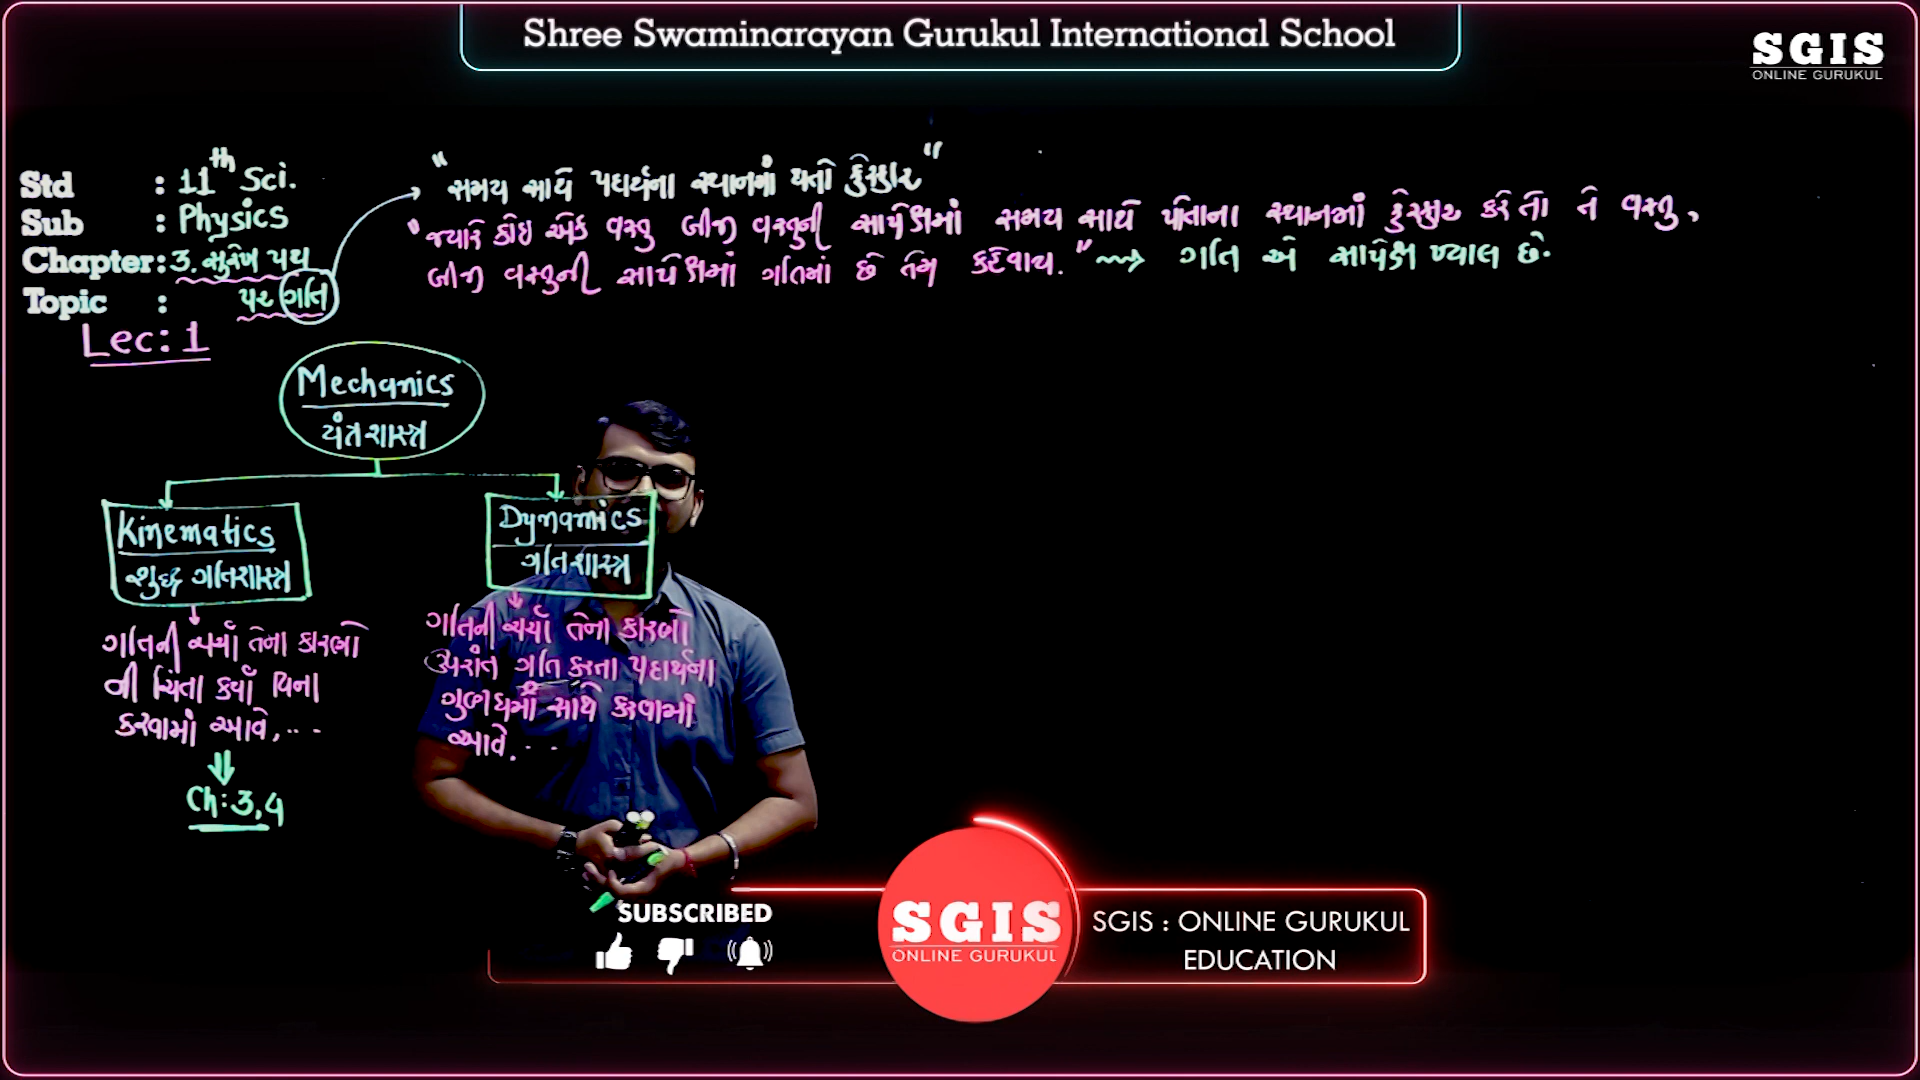 Shree Swaminarayan Gurukul International School
SGIS
ONLINE GURUKUL
Std : 11th Sci.
Sub : Physics
Chapter: 3. સુરેખ પથ
Topic : પર ગતિ
Lec: 1
"સમય સાથે પદાર્થના સ્થાનમાં થતો ફેરફાર"
"જ્યારે કોઇ એક વસ્તુ બીજી વસ્તુની સાપેક્ષમાં સમય સાથે પોતાના સ્થાનમાં ફેરફાર કરે તો તે વસ્તુ,
બીજી વસ્તુની સાપેક્ષમાં ગતિમાં છે તેમ કહેવાય." ⇝ ગતિ એ સાપેક્ષ ખ્યાલ છે.
Mechanics
યંત્રશાસ્ત્ર
Kinematics
શુદ્ધ ગતિશાસ્ત્ર
ગતિની ચર્ચા તેના કારણો
ની ચિંતા કર્યા વિના
કરવામાં આવે,...
⇓
Ch:3,4
Dynamics
ગતિશાસ્ત્ર
ગતિની ચર્ચા તેના કારણો
ઉપરાંત ગતિ કરતા પદાર્થના
ગુણધર્મો સાથે કરવામાં
આવે....
SUBSCRIBED
SGIS
ONLINE GURUKUL
SGIS : ONLINE GURUKUL
EDUCATION